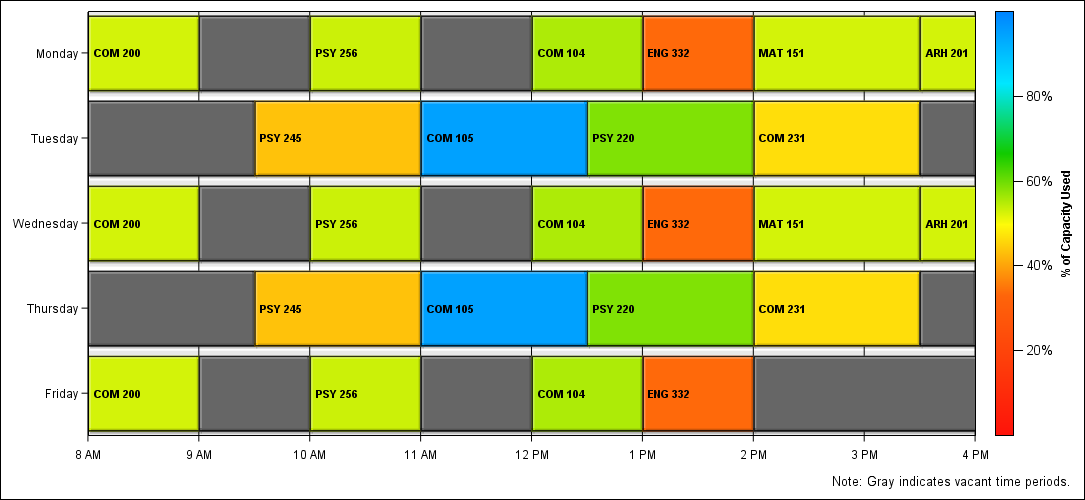 Monday COM 200 PSY 256 COM 104 ENG 332 MAT 151 ARH 201
80%
Tuesday PSY 245 COM 105 PSY 220 COM 231
60%
Wednesday COM 200 PSY 256 COM 104 ENG 332 MAT 151 ARH 201
% of Capacity Used
40%
Thursday PSY 245 COM 105 PSY 220 COM 231
20%
Friday COM 200 PSY 256 COM 104 ENG 332
8 AM 9 AM 10 AM 11 AM 12 PM 1 PM 2 PM 3 PM 4 PM
Note: Gray indicates vacant time periods.